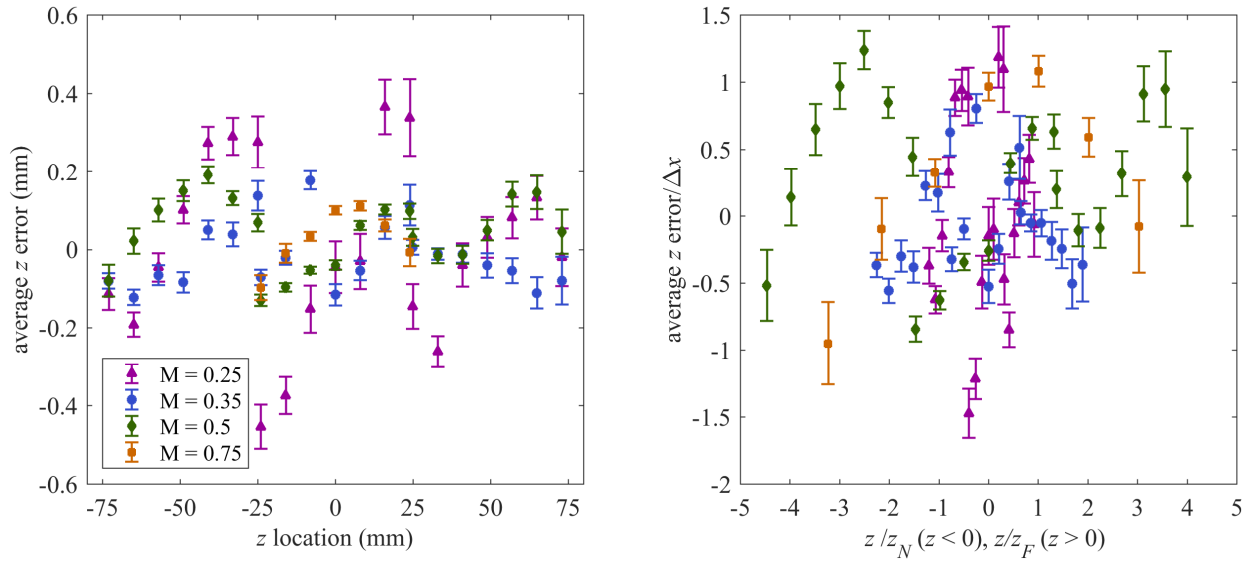 0.6
0.4
0.2
0
-0.2
-0.4
-0.6
average z error (mm)
M = 0.25
M = 0.35
M = 0.5
M = 0.75
-75 -50 -25 0 25 50 75
z location (mm)
1.5
1
0.5
0
-0.5
-1
-1.5
-2
average z error/Δx
-5 -4 -3 -2 -1 0 1 2 3 4 5
z /z_N (z < 0), z/z_F (z > 0)